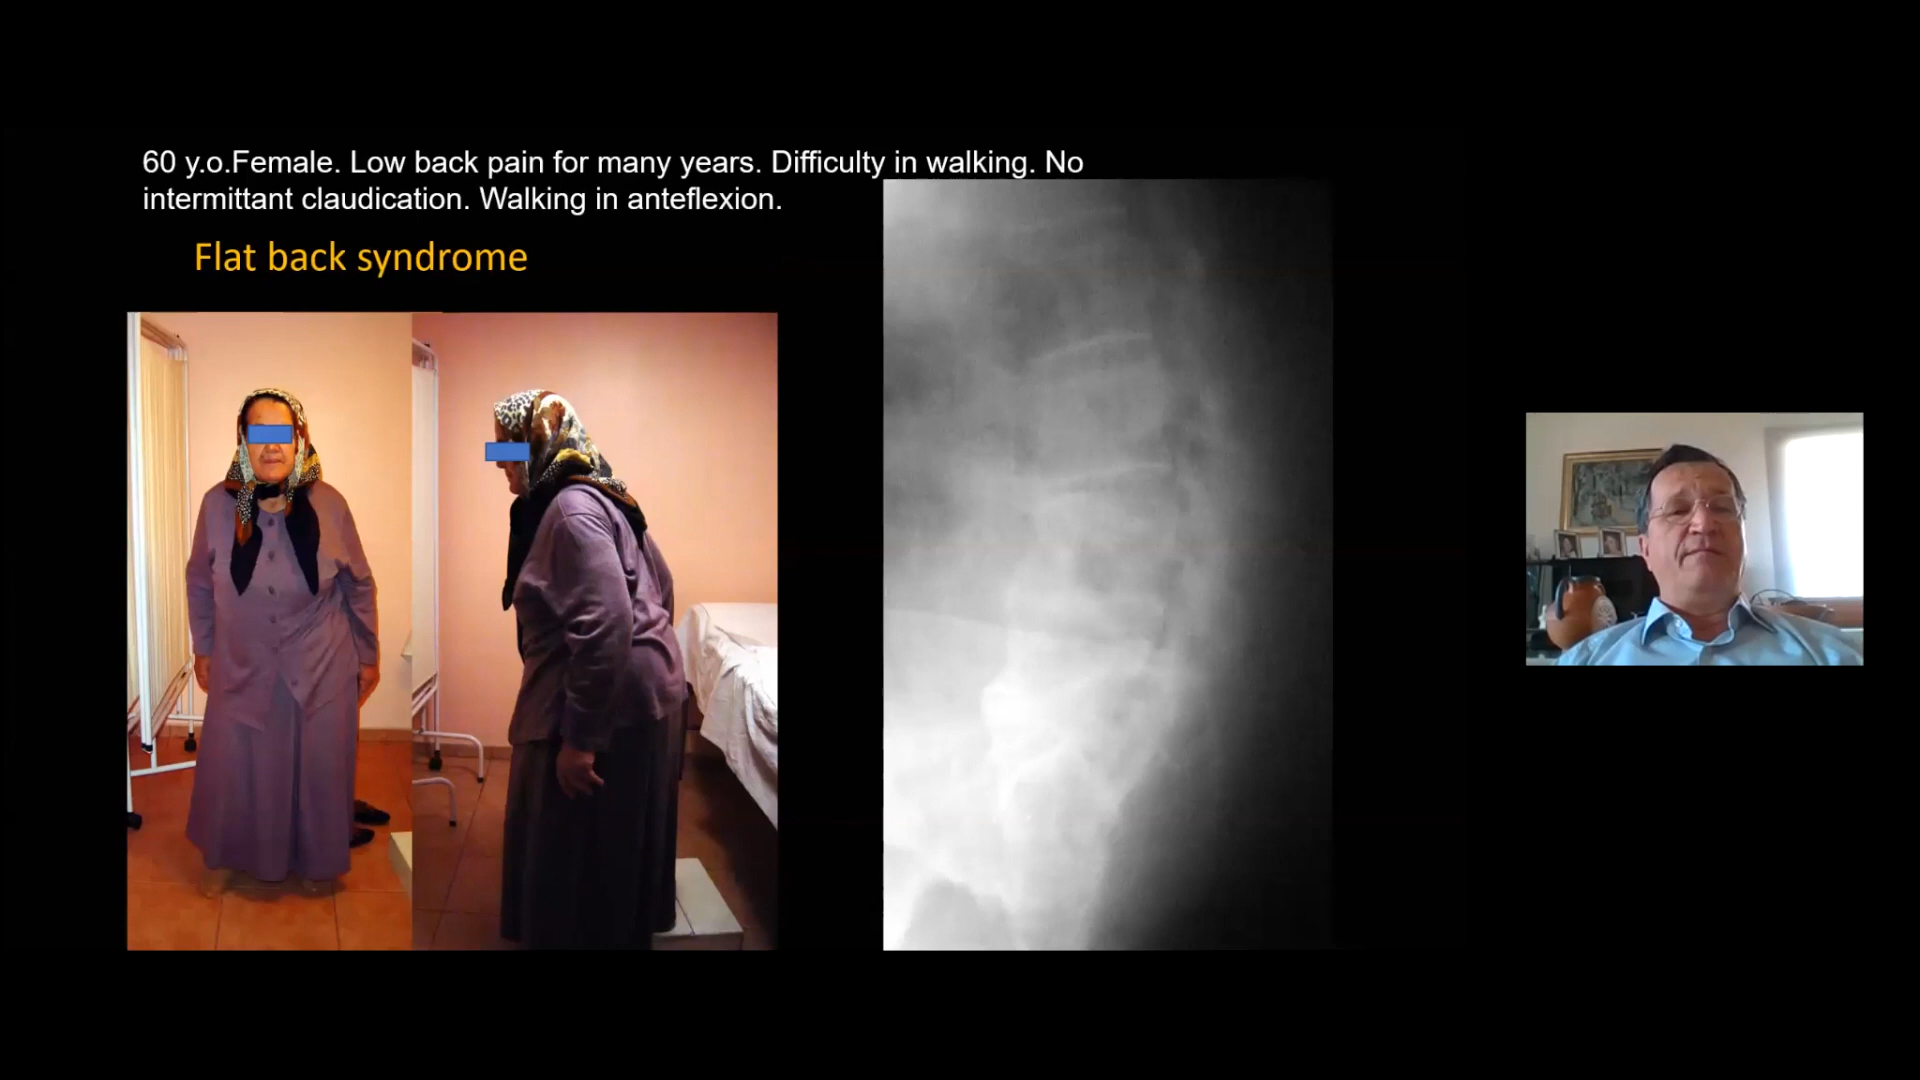 60 y.o.Female. Low back pain for many years. Difficulty in walking. No
intermittant claudication. Walking in anteflexion.
Flat back syndrome